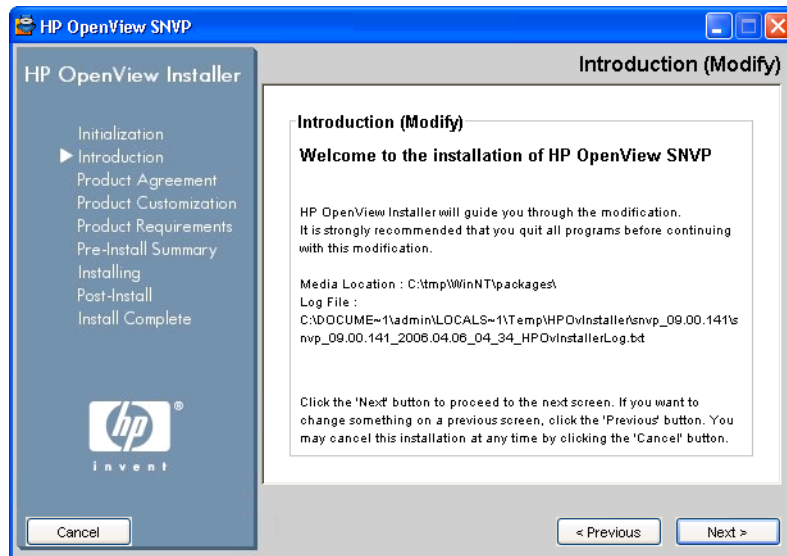 HP OpenView SNVP
HP OpenView Installer
Introduction (Modify)
Initialization
Introduction
Product Agreement
Product Customization
Product Requirements
Pre-Install Summary
Installing
Post-Install
Install Complete
hp
®
invent
Introduction (Modify)
Welcome to the installation of HP OpenView SNVP
HP OpenView Installer will guide you through the modification.
It is strongly recommended that you quit all programs before continuing
with this modification.
Media Location : C:\tmp\WinNT\packages\
Log File :
C:\DOCUME~1\admin\LOCALS~1\Temp\HPOvInstaller\snvp_09.00.141\s
nvp_09.00.141_2006.04.06_04_34_HPOvInstallerLog.txt
Click the 'Next' button to proceed to the next screen. If you want to
change something on a previous screen, click the 'Previous' button. You
may cancel this installation at any time by clicking the 'Cancel' button.
Cancel
< Previous
Next >